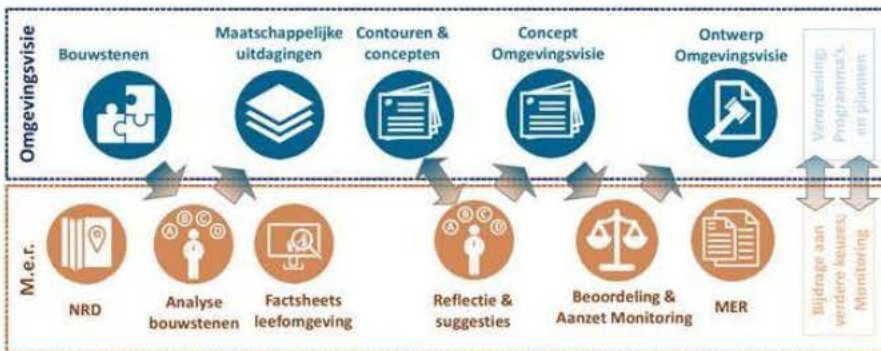 Omgevingsvisie
Bouwstenen
Maatschappelijke
uitdagingen
Contouren &
concepten
Concept
Omgevingsvisie
Ontwerp
Omgevingsvisie
Verordening;
Programma's
en plannen
M.e.r.
NRD
A B C D
Analyse
bouwstenen
Factsheets
leefomgeving
A B C D
Reflectie &
suggesties
Beoordeling &
Aanzet Monitoring
MER
Bijdrage aan
verdere keuzes;
Monitoring